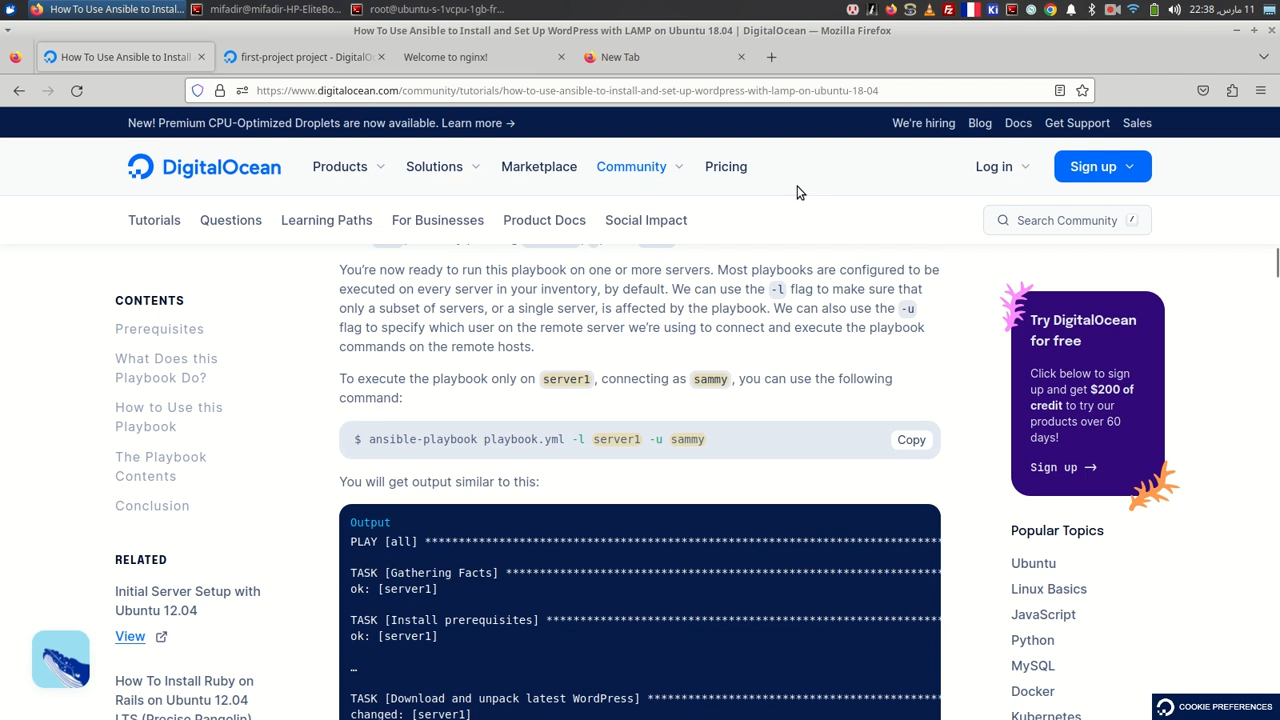 How To Use Ansible to Install...
mifadir@mifadir-HP-EliteBo...
root@ubuntu-s-1vcpu-1gb-fr...
22:38 ,مارس 11
How To Use Ansible to Install and Set Up WordPress with LAMP on Ubuntu 18.04 | DigitalOcean — Mozilla Firefox
How To Use Ansible to Install
first-project project - DigitalOc
Welcome to nginx!
New Tab
https://www.digitalocean.com/community/tutorials/how-to-use-ansible-to-install-and-set-up-wordpress-with-lamp-on-ubuntu-18-04
New! Premium CPU-Optimized Droplets are now available. Learn more →
We're hiring Blog Docs Get Support Sales
DigitalOcean
Products Solutions Marketplace Community Pricing
Log in Sign up
Tutorials Questions Learning Paths For Businesses Product Docs Social Impact
Search Community /
CONTENTS
Prerequisites
What Does this
Playbook Do?
How to Use this
Playbook
The Playbook
Contents
Conclusion
RELATED
Initial Server Setup with
Ubuntu 12.04
View
How To Install Ruby on
Rails on Ubuntu 12.04
LTS (Precise Pangolin)
You're now ready to run this playbook on one or more servers. Most playbooks are configured to be
executed on every server in your inventory, by default. We can use the -l flag to make sure that
only a subset of servers, or a single server, is affected by the playbook. We can also use the -u
flag to specify which user on the remote server we're using to connect and execute the playbook
commands on the remote hosts.
To execute the playbook only on server1, connecting as sammy, you can use the following
command:
$ ansible-playbook playbook.yml -l server1 -u sammy
Copy
You will get output similar to this:
Output
PLAY [all] *****************************************************************
TASK [Gathering Facts] *******************************************************
ok: [server1]
TASK [Install prerequisites] **************************************************
ok: [server1]
…
TASK [Download and unpack latest WordPress] *************************************
changed: [server1]
Try DigitalOcean
for free
Click below to sign
up and get $200 of
credit to try our
products over 60
days!
Sign up →
Popular Topics
Ubuntu
Linux Basics
JavaScript
Python
MySQL
Docker
Kubernetes
COOKIE PREFERENCES